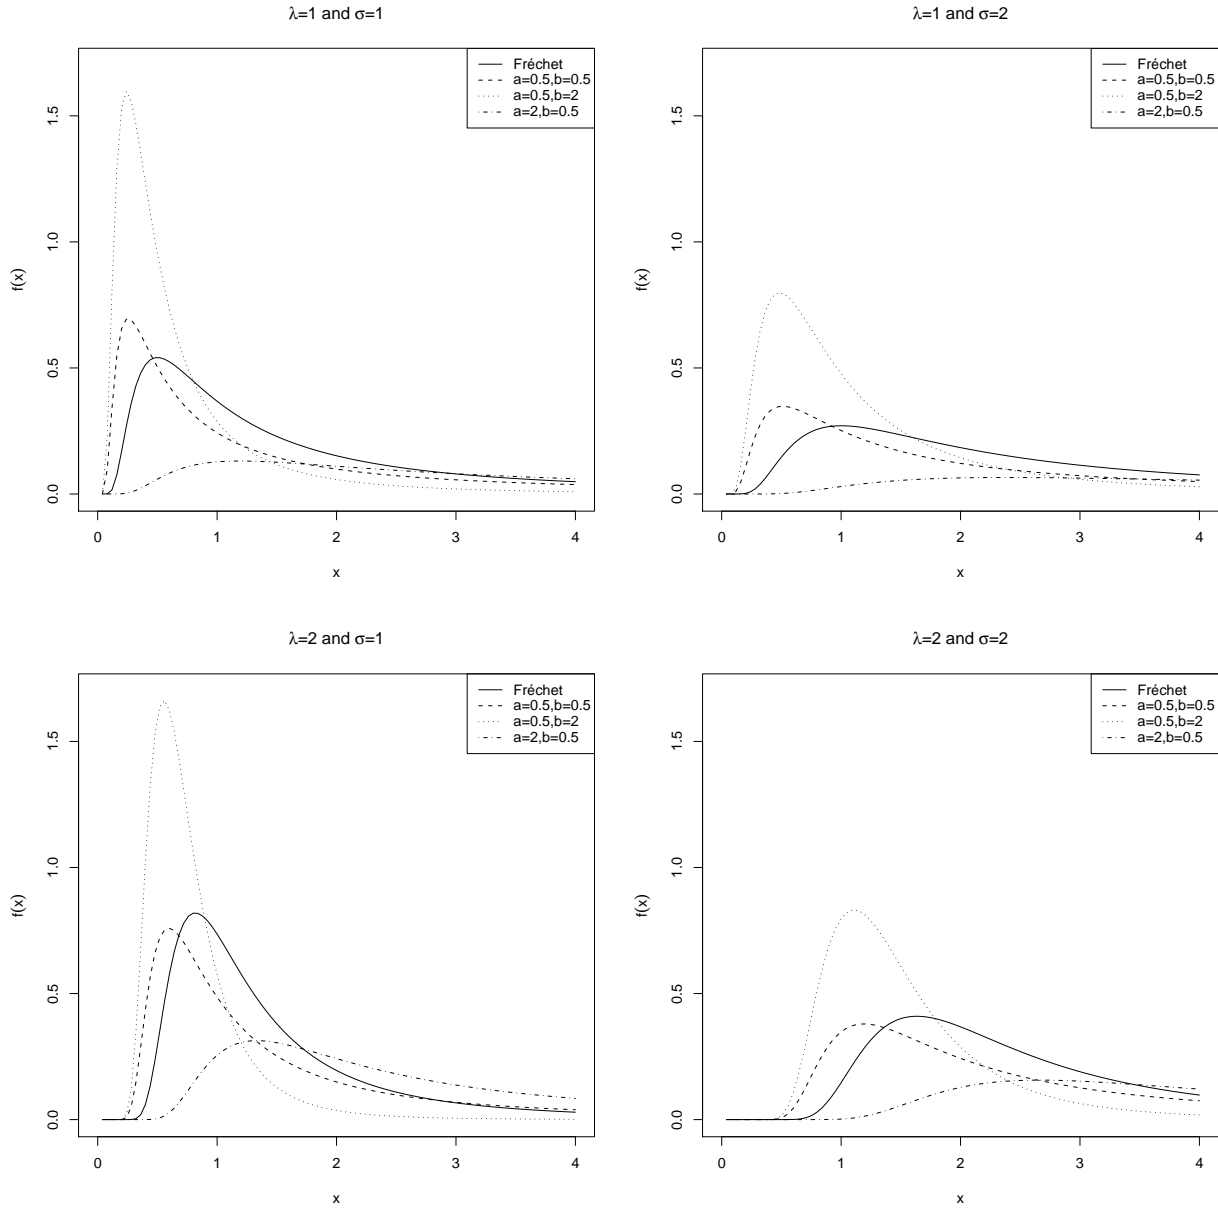 λ=1 and σ=1
Fréchet
a=0.5,b=0.5
a=0.5,b=2
a=2,b=0.5
f(x)
0.0
0.5
1.0
1.5
0 1 2 3 4
x
λ=1 and σ=2
Fréchet
a=0.5,b=0.5
a=0.5,b=2
a=2,b=0.5
f(x)
0.0
0.5
1.0
1.5
0 1 2 3 4
x
λ=2 and σ=1
Fréchet
a=0.5,b=0.5
a=0.5,b=2
a=2,b=0.5
f(x)
0.0
0.5
1.0
1.5
0 1 2 3 4
x
λ=2 and σ=2
Fréchet
a=0.5,b=0.5
a=0.5,b=2
a=2,b=0.5
f(x)
0.0
0.5
1.0
1.5
0 1 2 3 4
x